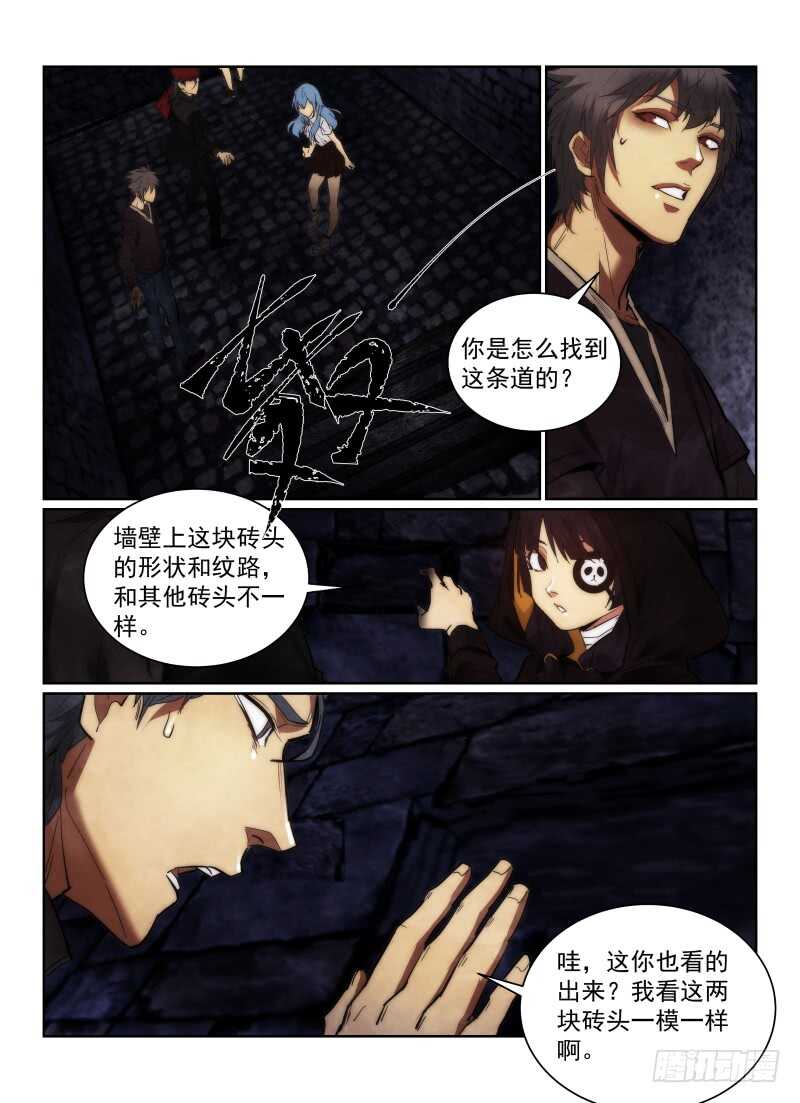 你是怎么找到
这条道的？
墙壁上这块砖头
的形状和纹路，
和其他砖头不一
样。
哇，这你也看的
出来？我看这两
块砖头一模一样
啊。
腾讯动漫